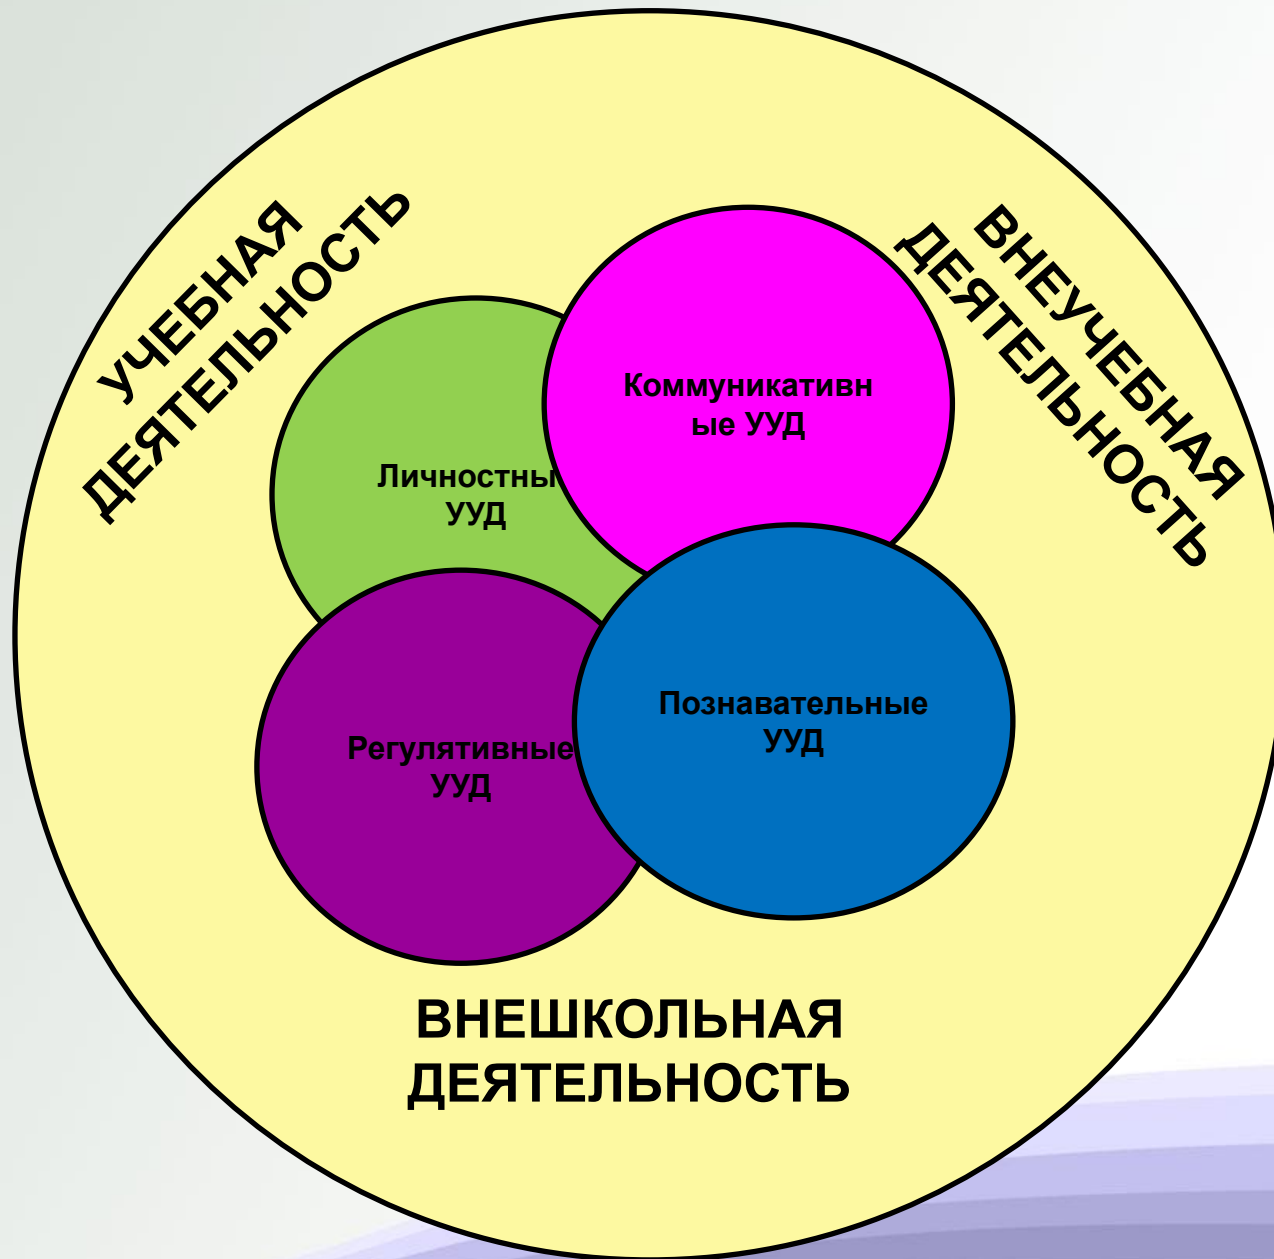 УЧЕБНАЯ
ДЕЯТЕЛЬНОСТЬ
ВНЕУЧЕБНАЯ
ДЕЯТЕЛЬНОСТЬ
Коммуникативн
ые УУД
Личностны
УУД
Познавательные
УУД
Регулятивные
УУД
ВНЕШКОЛЬНАЯ
ДЕЯТЕЛЬНОСТЬ